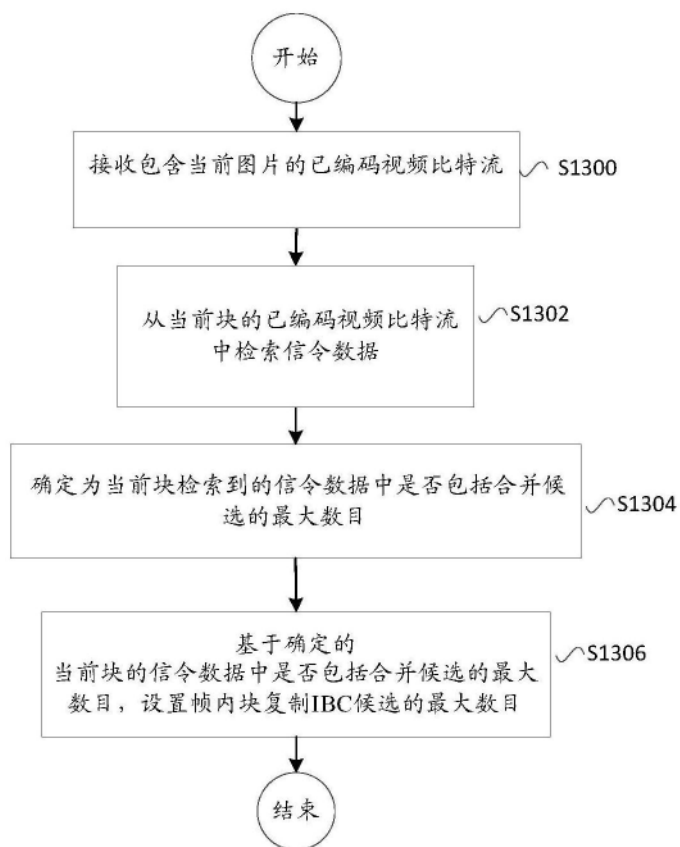 开始
接收包含当前图片的已编码视频比特流
S1300
从当前块的已编码视频比特流
中检索信令数据
S1302
确定为当前块检索到的信令数据中是否包括合并候
选的最大数目
S1304
基于确定的
当前块的信令数据中是否包括合并候选的最大
数目，设置帧内块复制IBC候选的最大数目
S1306
结束